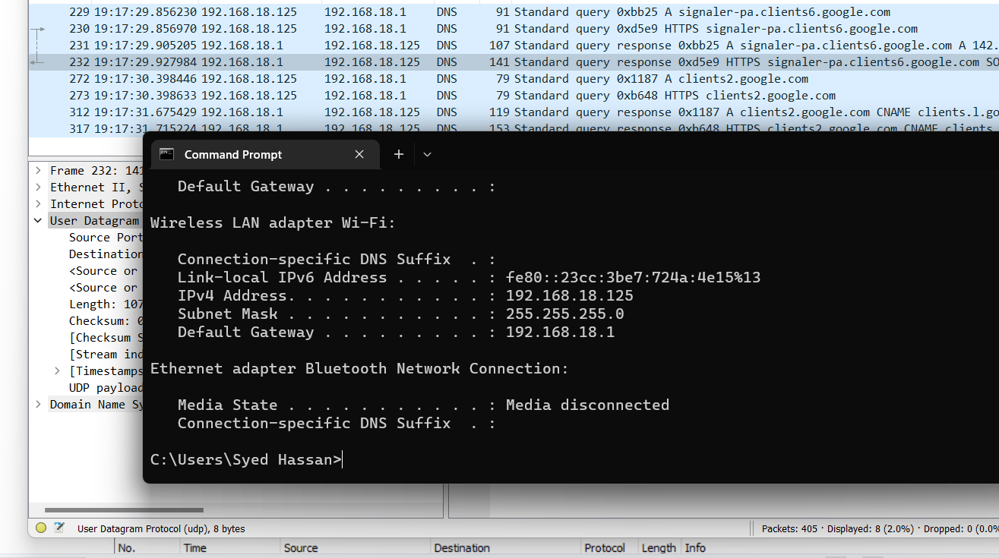 229 19:17:29.856230 192.168.18.125 192.168.18.1 DNS 91 Standard query 0xbb25 A signaler-pa.clients6.google.com
230 19:17:29.856970 192.168.18.125 192.168.18.1 DNS 91 Standard query 0xd5e9 HTTPS signaler-pa.clients6.google.com
231 19:17:29.905205 192.168.18.1 192.168.18.125 DNS 107 Standard query response 0xbb25 A signaler-pa.clients6.google.com A 142.
232 19:17:29.927984 192.168.18.1 192.168.18.125 DNS 141 Standard query response 0xd5e9 HTTPS signaler-pa.clients6.google.com SO
272 19:17:30.398446 192.168.18.125 192.168.18.1 DNS 79 Standard query 0x1187 A clients2.google.com
273 19:17:30.398633 192.168.18.125 192.168.18.1 DNS 79 Standard query 0xb648 HTTPS clients2.google.com
312 19:17:31.675429 192.168.18.1 192.168.18.125 DNS 119 Standard query response 0x1187 A clients2.google.com CNAME clients.l.go
317 19:17:31.715224 192.168.18.1 192.168.18.125 DNS 153 Standard query response 0xb648 HTTPS clients2.google.com CNAME clients
Frame 232: 141
Ethernet II, S
Internet Proto
User Datagram
Source Port
Destination
<Source or
<Source or
Length: 107
Checksum: 0
[Checksum S
[Stream ind
[Timestamps
UDP payload
Domain Name Sy
Command Prompt
Default Gateway . . . . . . . . . :
Wireless LAN adapter Wi-Fi:
Connection-specific DNS Suffix . :
Link-local IPv6 Address . . . . . : fe80::23cc:3be7:724a:4e15%13
IPv4 Address. . . . . . . . . . . : 192.168.18.125
Subnet Mask . . . . . . . . . . . : 255.255.255.0
Default Gateway . . . . . . . . . : 192.168.18.1
Ethernet adapter Bluetooth Network Connection:
Media State . . . . . . . . . . . : Media disconnected
Connection-specific DNS Suffix . :
C:\Users\Syed Hassan>
User Datagram Protocol (udp), 8 bytes
Packets: 405 · Displayed: 8 (2.0%) · Dropped: 0 (0.0%
No. Time Source Destination Protocol Length Info